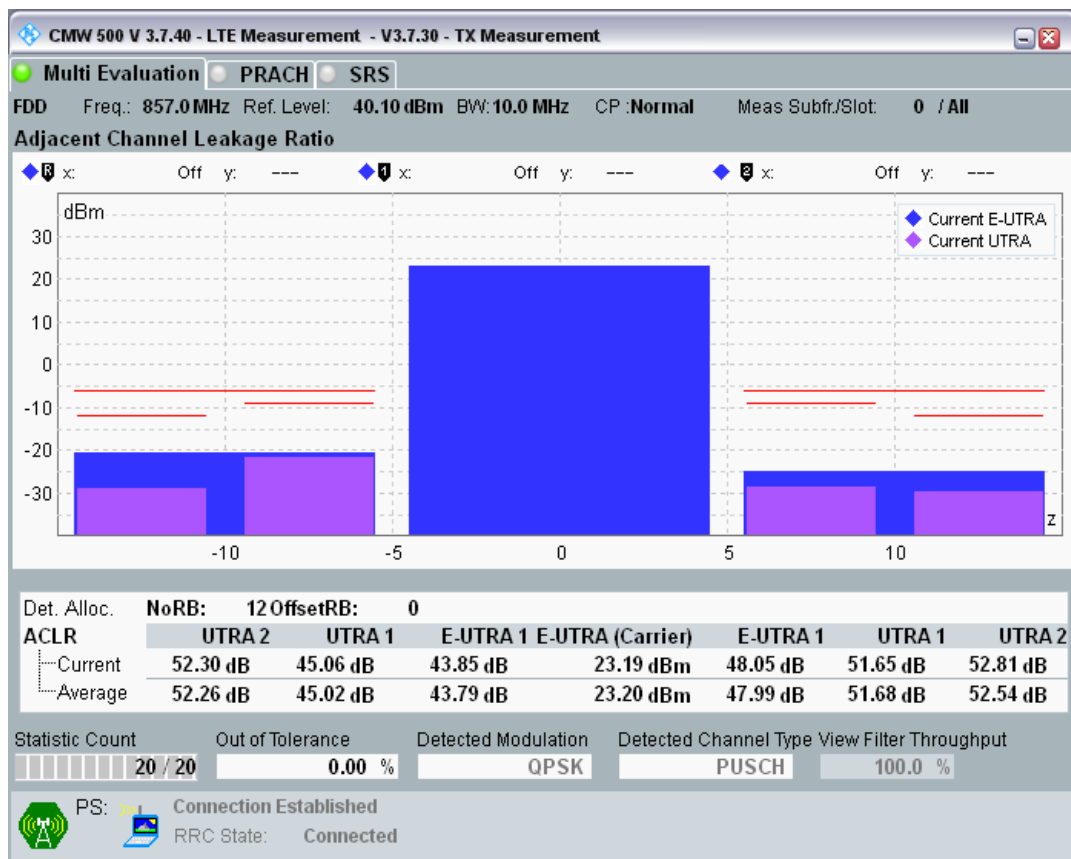 CMW 500 V 3.7.40 - LTE Measurement - V3.7.30 - TX Measurement
Multi Evaluation PRACH SRS
FDD Freq.: 857.0 MHz Ref. Level: 40.10 dBm BW: 10.0 MHz CP :Normal Meas Subfr./Slot: 0 / All
Adjacent Channel Leakage Ratio
R x: Off y: --- 1 x: Off y: --- 2 x: Off y: ---
dBm
Current E-UTRA
Current UTRA
30
20
10
0
-10
-20
-30
z
-10 -5 0 5 10
Det. Alloc. NoRB: 12 OffsetRB: 0
ACLR UTRA 2 UTRA 1 E-UTRA 1 E-UTRA (Carrier) E-UTRA 1 UTRA 1 UTRA 2
Current 52.30 dB 45.06 dB 43.85 dB 23.19 dBm 48.05 dB 51.65 dB 52.81 dB
Average 52.26 dB 45.02 dB 43.79 dB 23.20 dBm 47.99 dB 51.68 dB 52.54 dB
Statistic Count Out of Tolerance Detected Modulation Detected Channel Type View Filter Throughput
20 / 20 0.00 % QPSK PUSCH 100.0 %
PS: Connection Established
RRC State: Connected